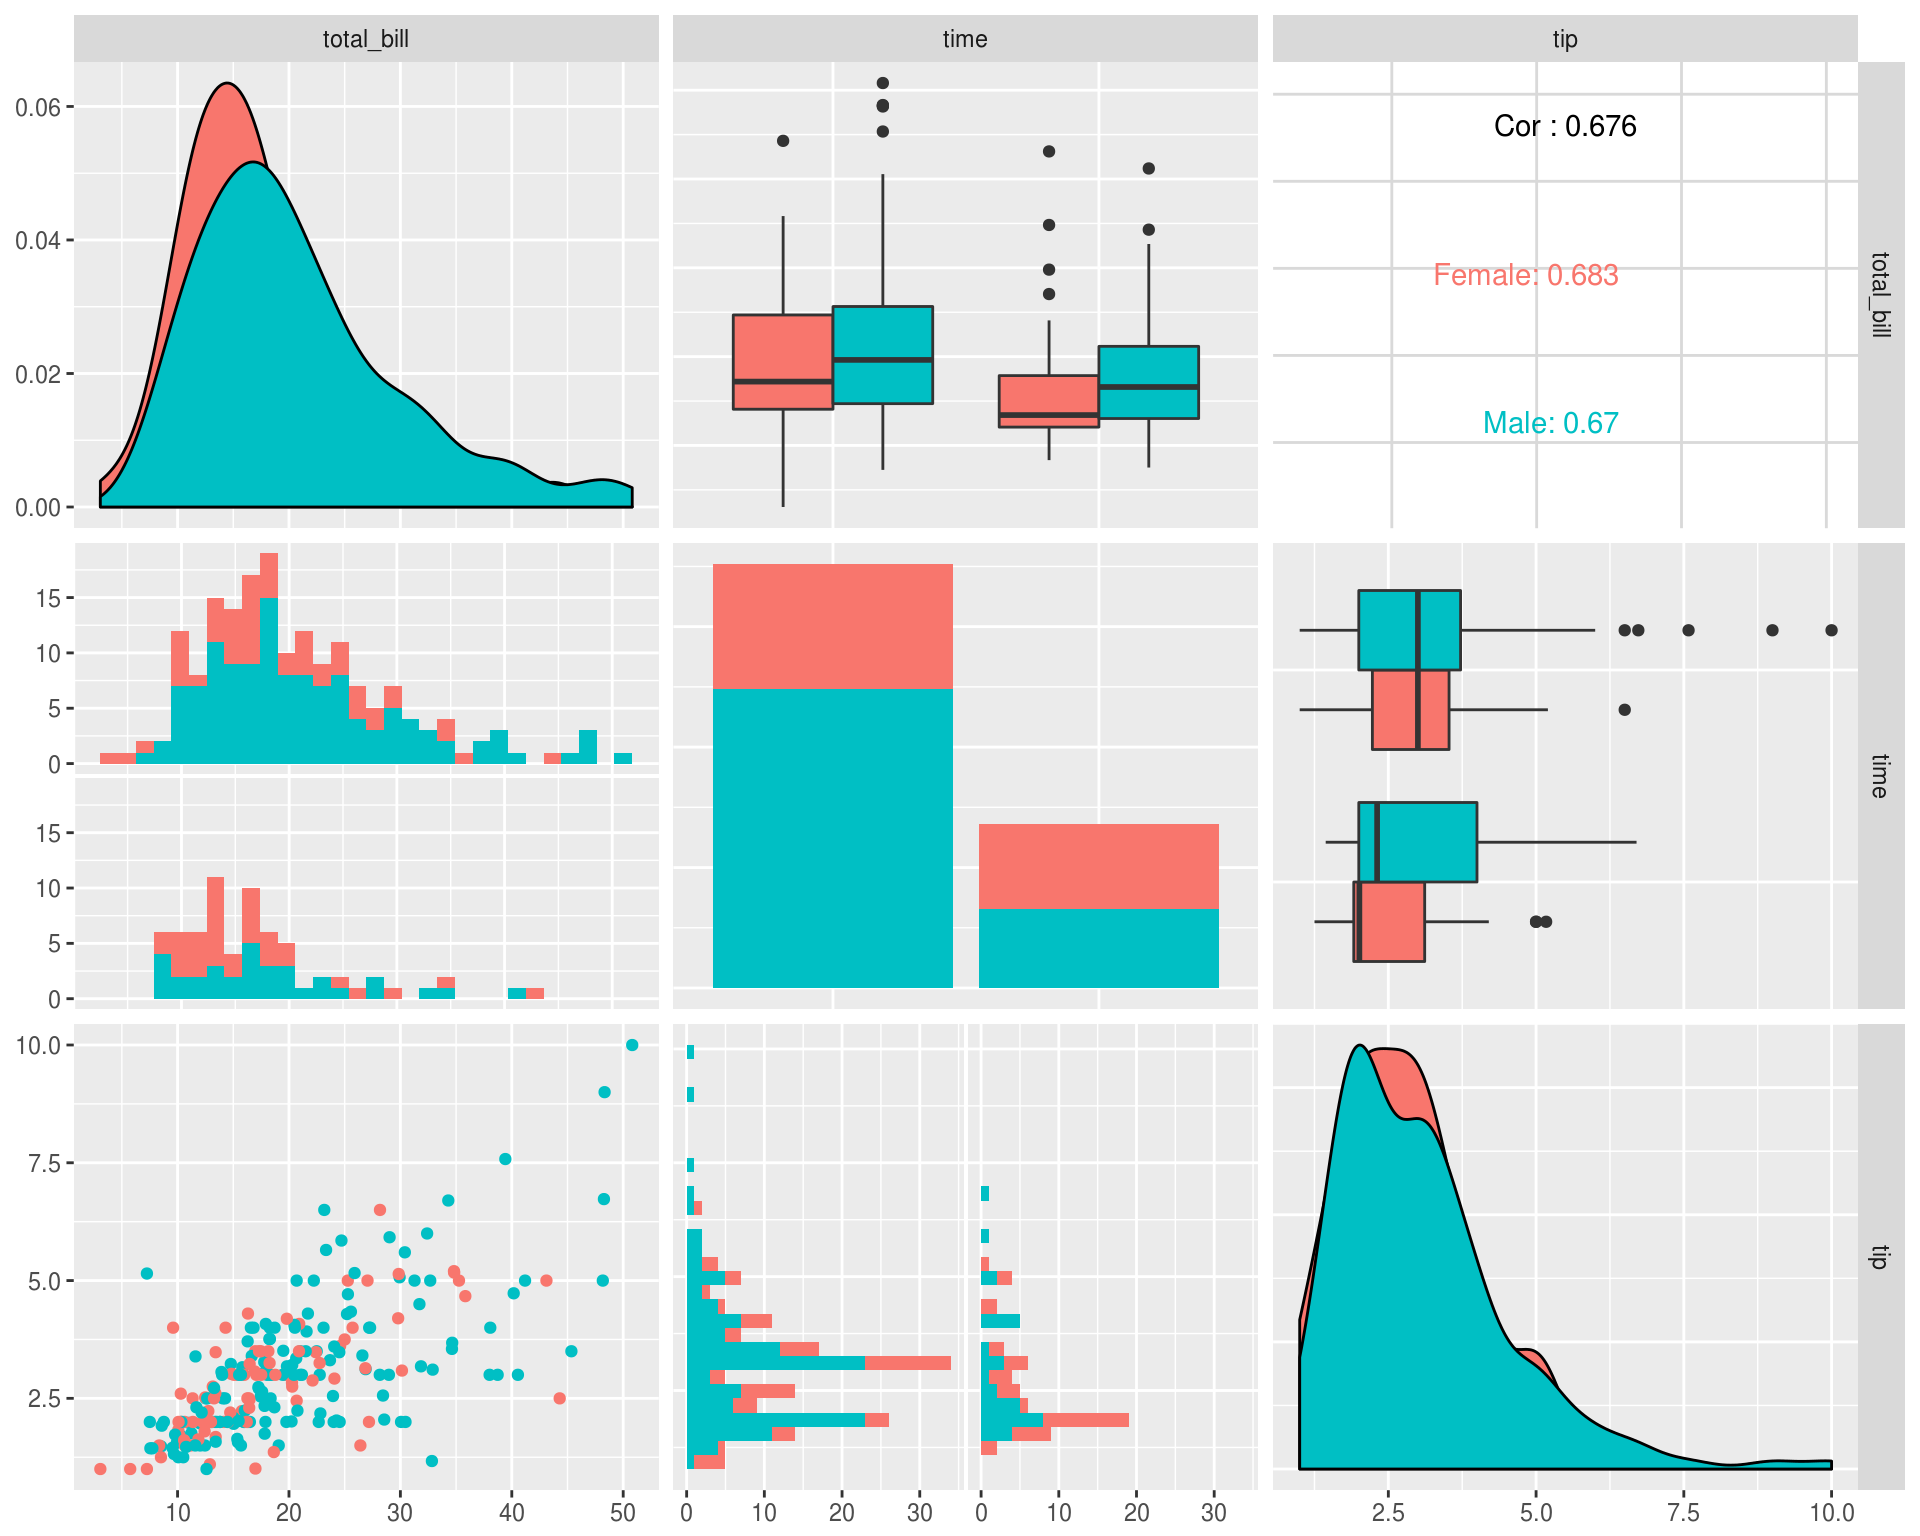 total_bill
time
tip
0.06
0.04
0.02
0.00
Cor : 0.676
Female: 0.683
Male: 0.67
total_bill
15
10
5
0
15
10
5
0
time
10.0
7.5
5.0
2.5
tip
10 20 30 40 50
0 10 20 30 0 10 20 30
2.5 5.0 7.5 10.0